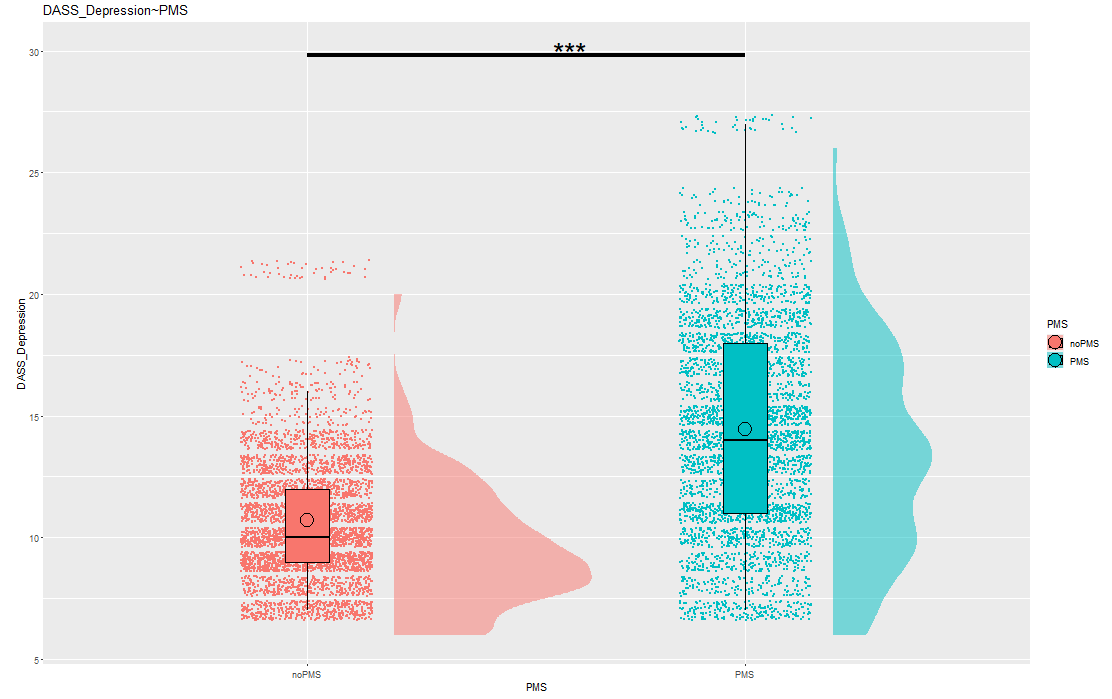 DASS_Depression~PMS
***
30
25
20
15
10
5
DASS_Depression
noPMS
PMS
PMS
PMS
noPMS
PMS